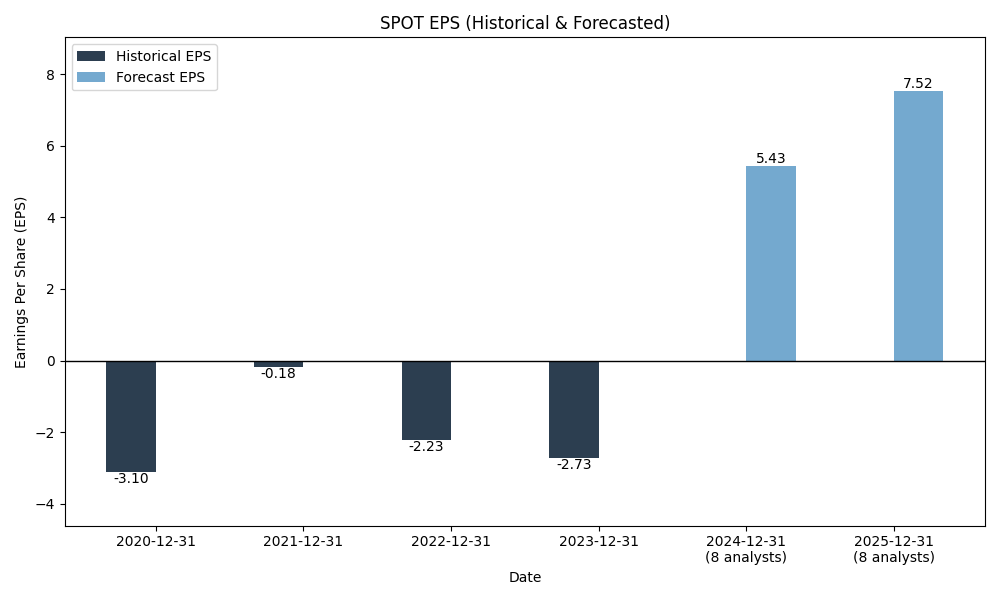 SPOT EPS (Historical & Forecasted)
Historical EPS
Forecast EPS
Earnings Per Share (EPS)
8
6
4
2
0
−2
−4
-3.10
-0.18
-2.23
-2.73
5.43
7.52
2020-12-31
2021-12-31
2022-12-31
2023-12-31
2024-12-31
(8 analysts)
2025-12-31
(8 analysts)
Date